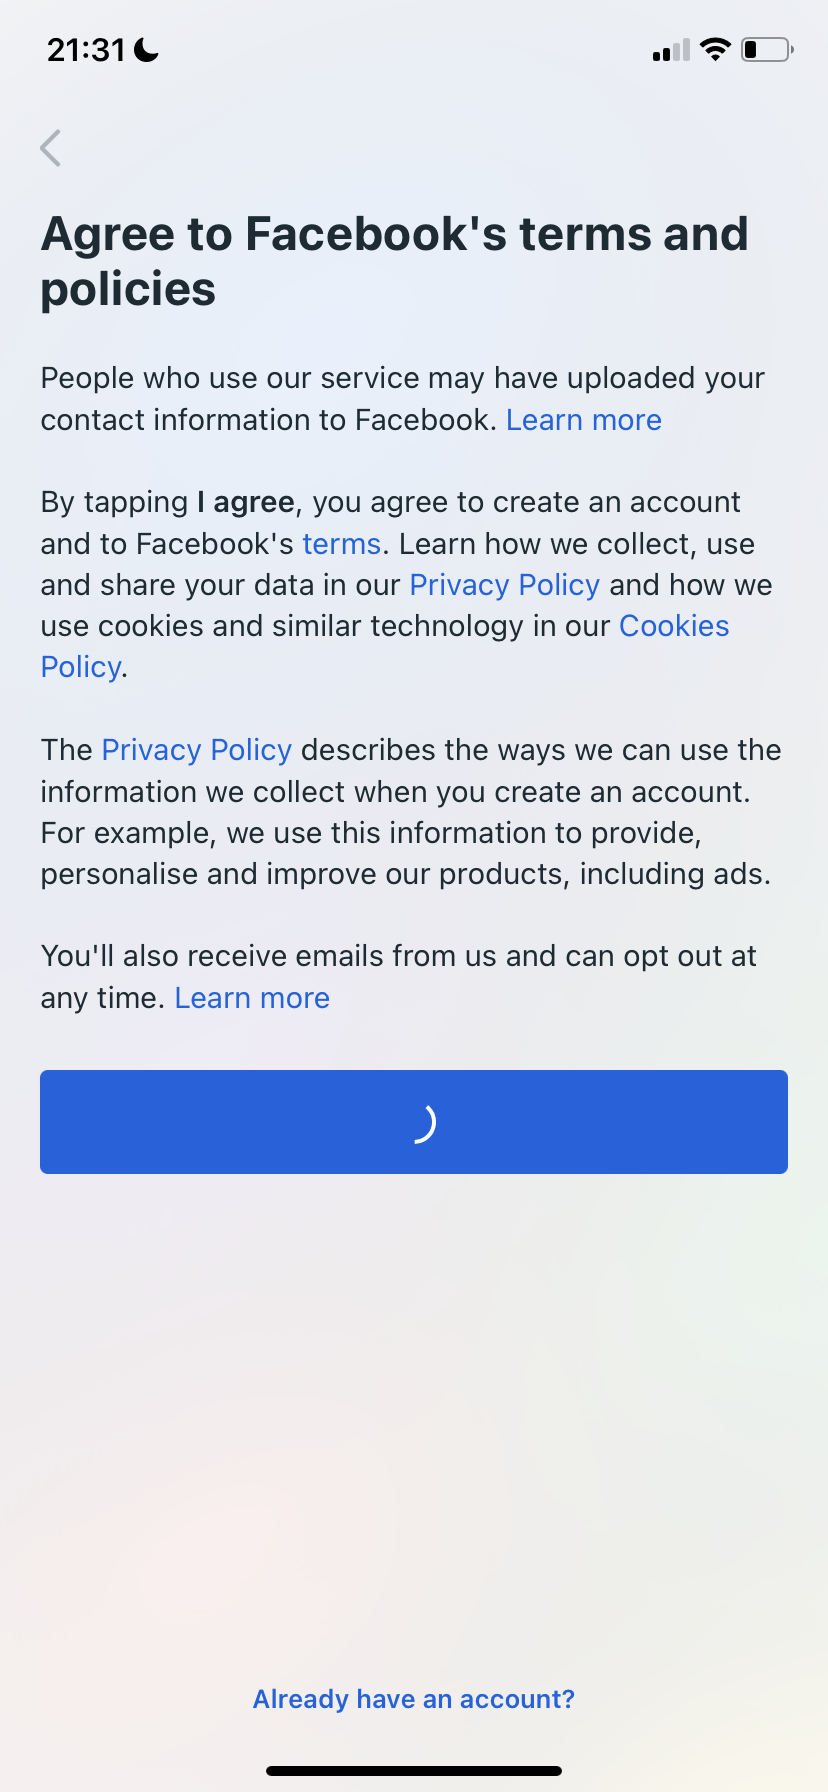 21:31
Agree to Facebook's terms and
policies
People who use our service may have uploaded your
contact information to Facebook. Learn more
By tapping I agree, you agree to create an account
and to Facebook's terms. Learn how we collect, use
and share your data in our Privacy Policy and how we
use cookies and similar technology in our Cookies
Policy.
The Privacy Policy describes the ways we can use the
information we collect when you create an account.
For example, we use this information to provide,
personalise and improve our products, including ads.
You'll also receive emails from us and can opt out at
any time. Learn more
Already have an account?